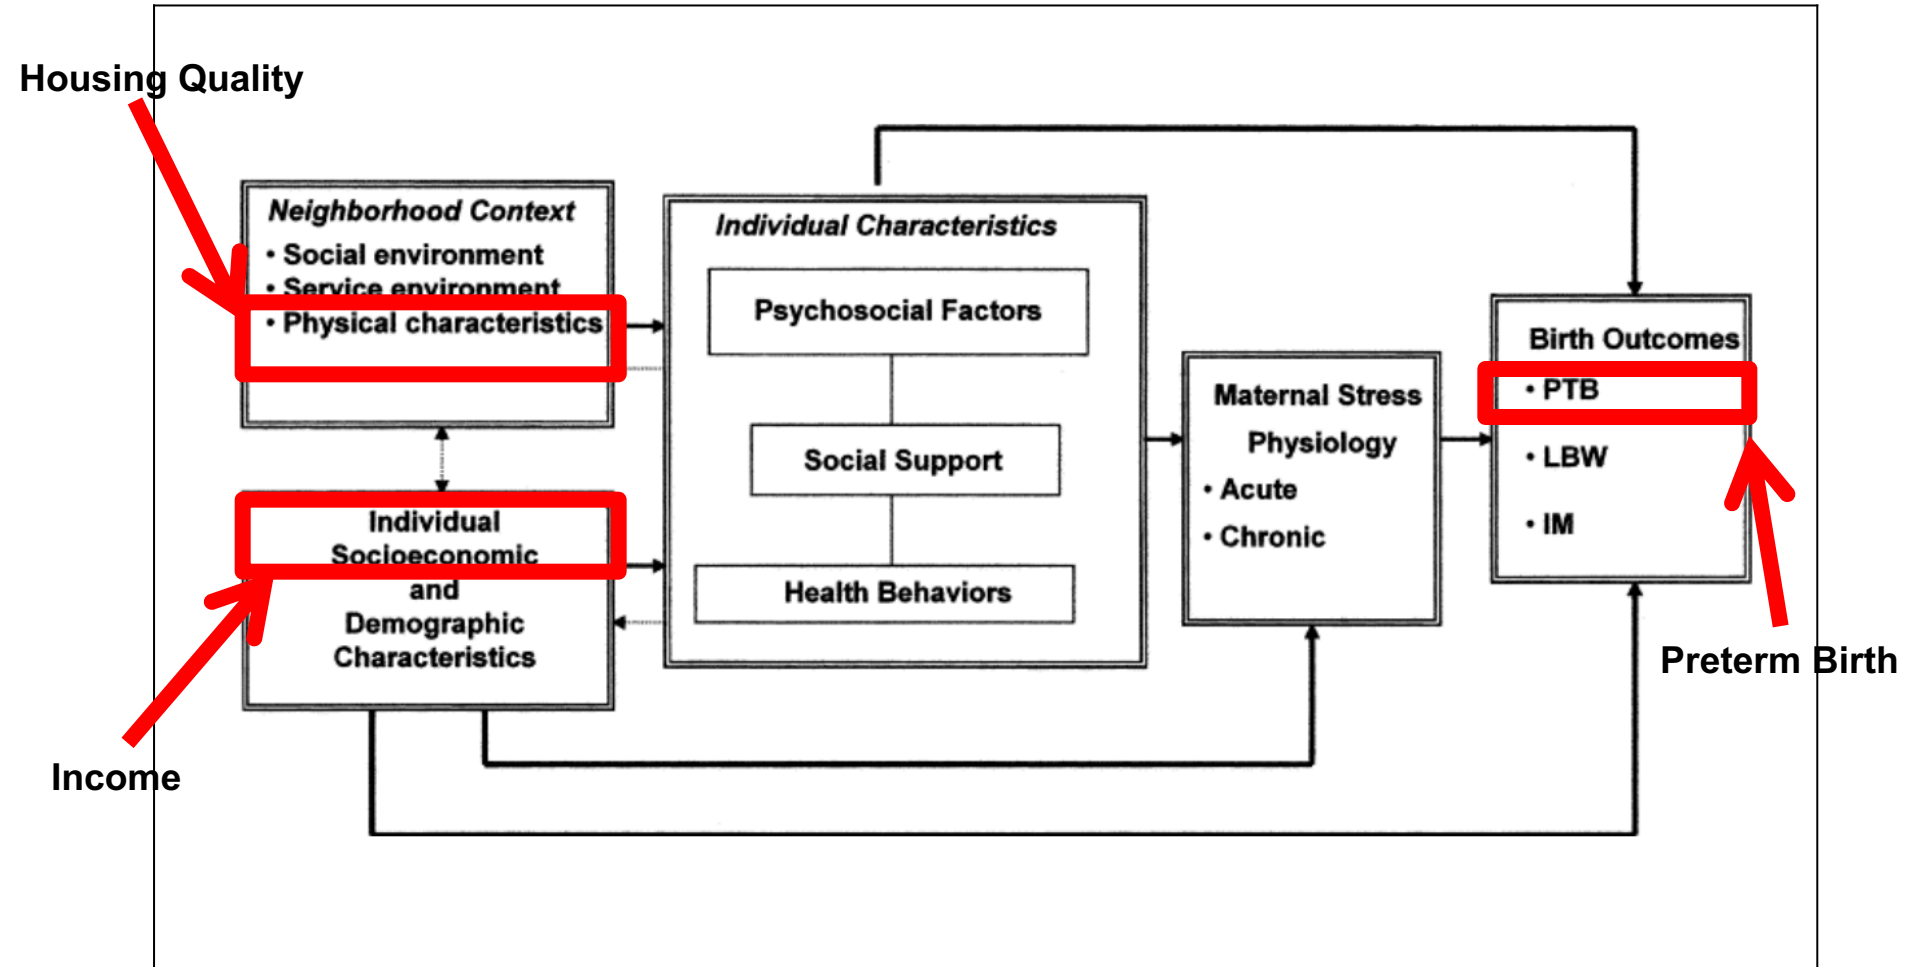 Housing Quality
Neighborhood Context
• Social environment
• Service environment
• Physical characteristics
Individual
Socioeconomic
and
Demographic
Characteristics
Income
Individual Characteristics
Psychosocial Factors
Social Support
Health Behaviors
Maternal Stress
Physiology
• Acute
• Chronic
Birth Outcomes
• PTB
• LBW
• IM
Preterm Birth